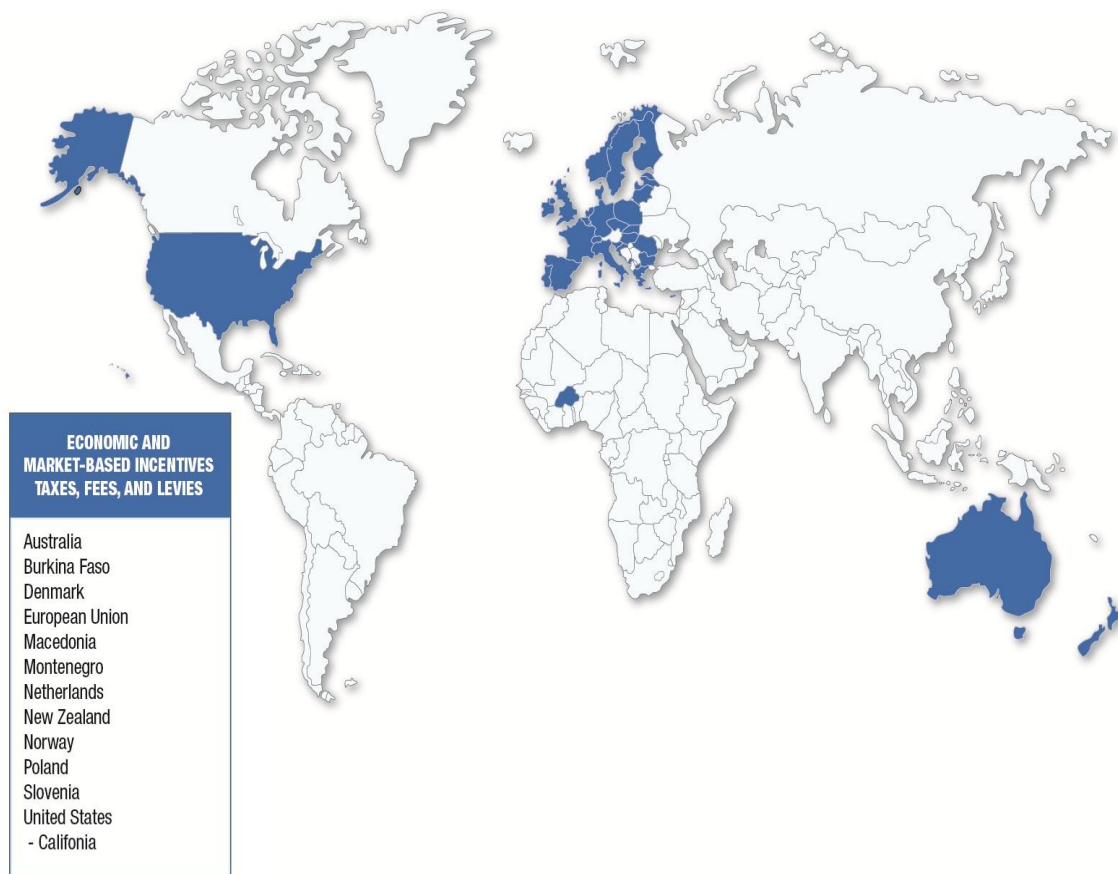 ECONOMIC AND
MARKET-BASED INCENTIVES
TAXES, FEES, AND LEVIES
Australia
Burkina Faso
Denmark
European Union
Macedonia
Montenegro
Netherlands
New Zealand
Norway
Poland
Slovenia
United States
- Califonia